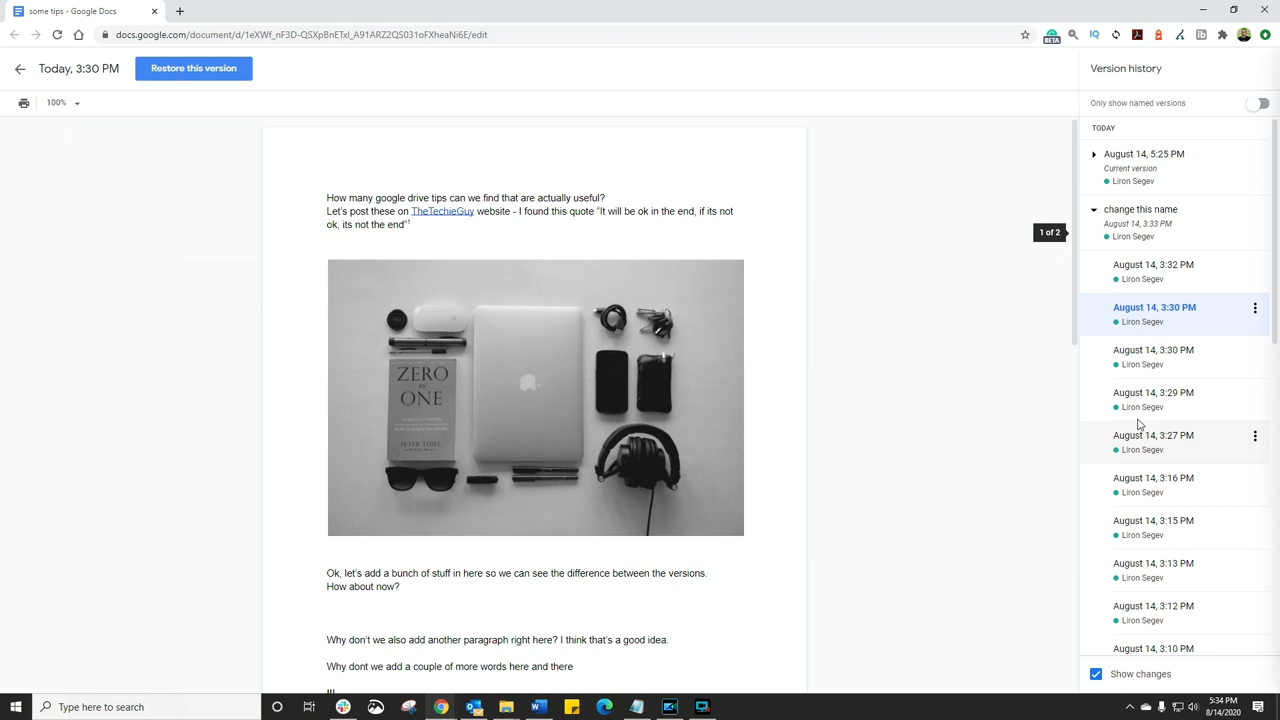 some tips - Google Docs
docs.google.com/document/d/1eXWf_nF3D-QSXpBnETxl_A91ARZ2QS031oFXheaNi6E/edit
BETA
IQ
Today, 3:30 PM
Restore this version
100%
How many google drive tips can we find that are actually useful?
Let's post these on TheTechieGuy website - I found this quote "It will be ok in the end, if its not
ok, its not the end"1
ZERO
TO
ONE
PETER THIEL
Ok, let's add a bunch of stuff in here so we can see the difference between the versions.
How about now?
Why don't we also add another paragraph right here? I think that's a good idea.
Why dont we add a couple of more words here and there
1 of 2
Version history
Only show named versions
TODAY
August 14, 5:25 PM
Current version
Liron Segev
change this name
August 14, 3:33 PM
Liron Segev
August 14, 3:32 PM
Liron Segev
August 14, 3:30 PM
Liron Segev
August 14, 3:30 PM
Liron Segev
August 14, 3:29 PM
Liron Segev
August 14, 3:27 PM
Liron Segev
August 14, 3:16 PM
Liron Segev
August 14, 3:15 PM
Liron Segev
August 14, 3:13 PM
Liron Segev
August 14, 3:12 PM
Liron Segev
August 14, 3:10 PM
Show changes
Type here to search
5:34 PM
8/14/2020